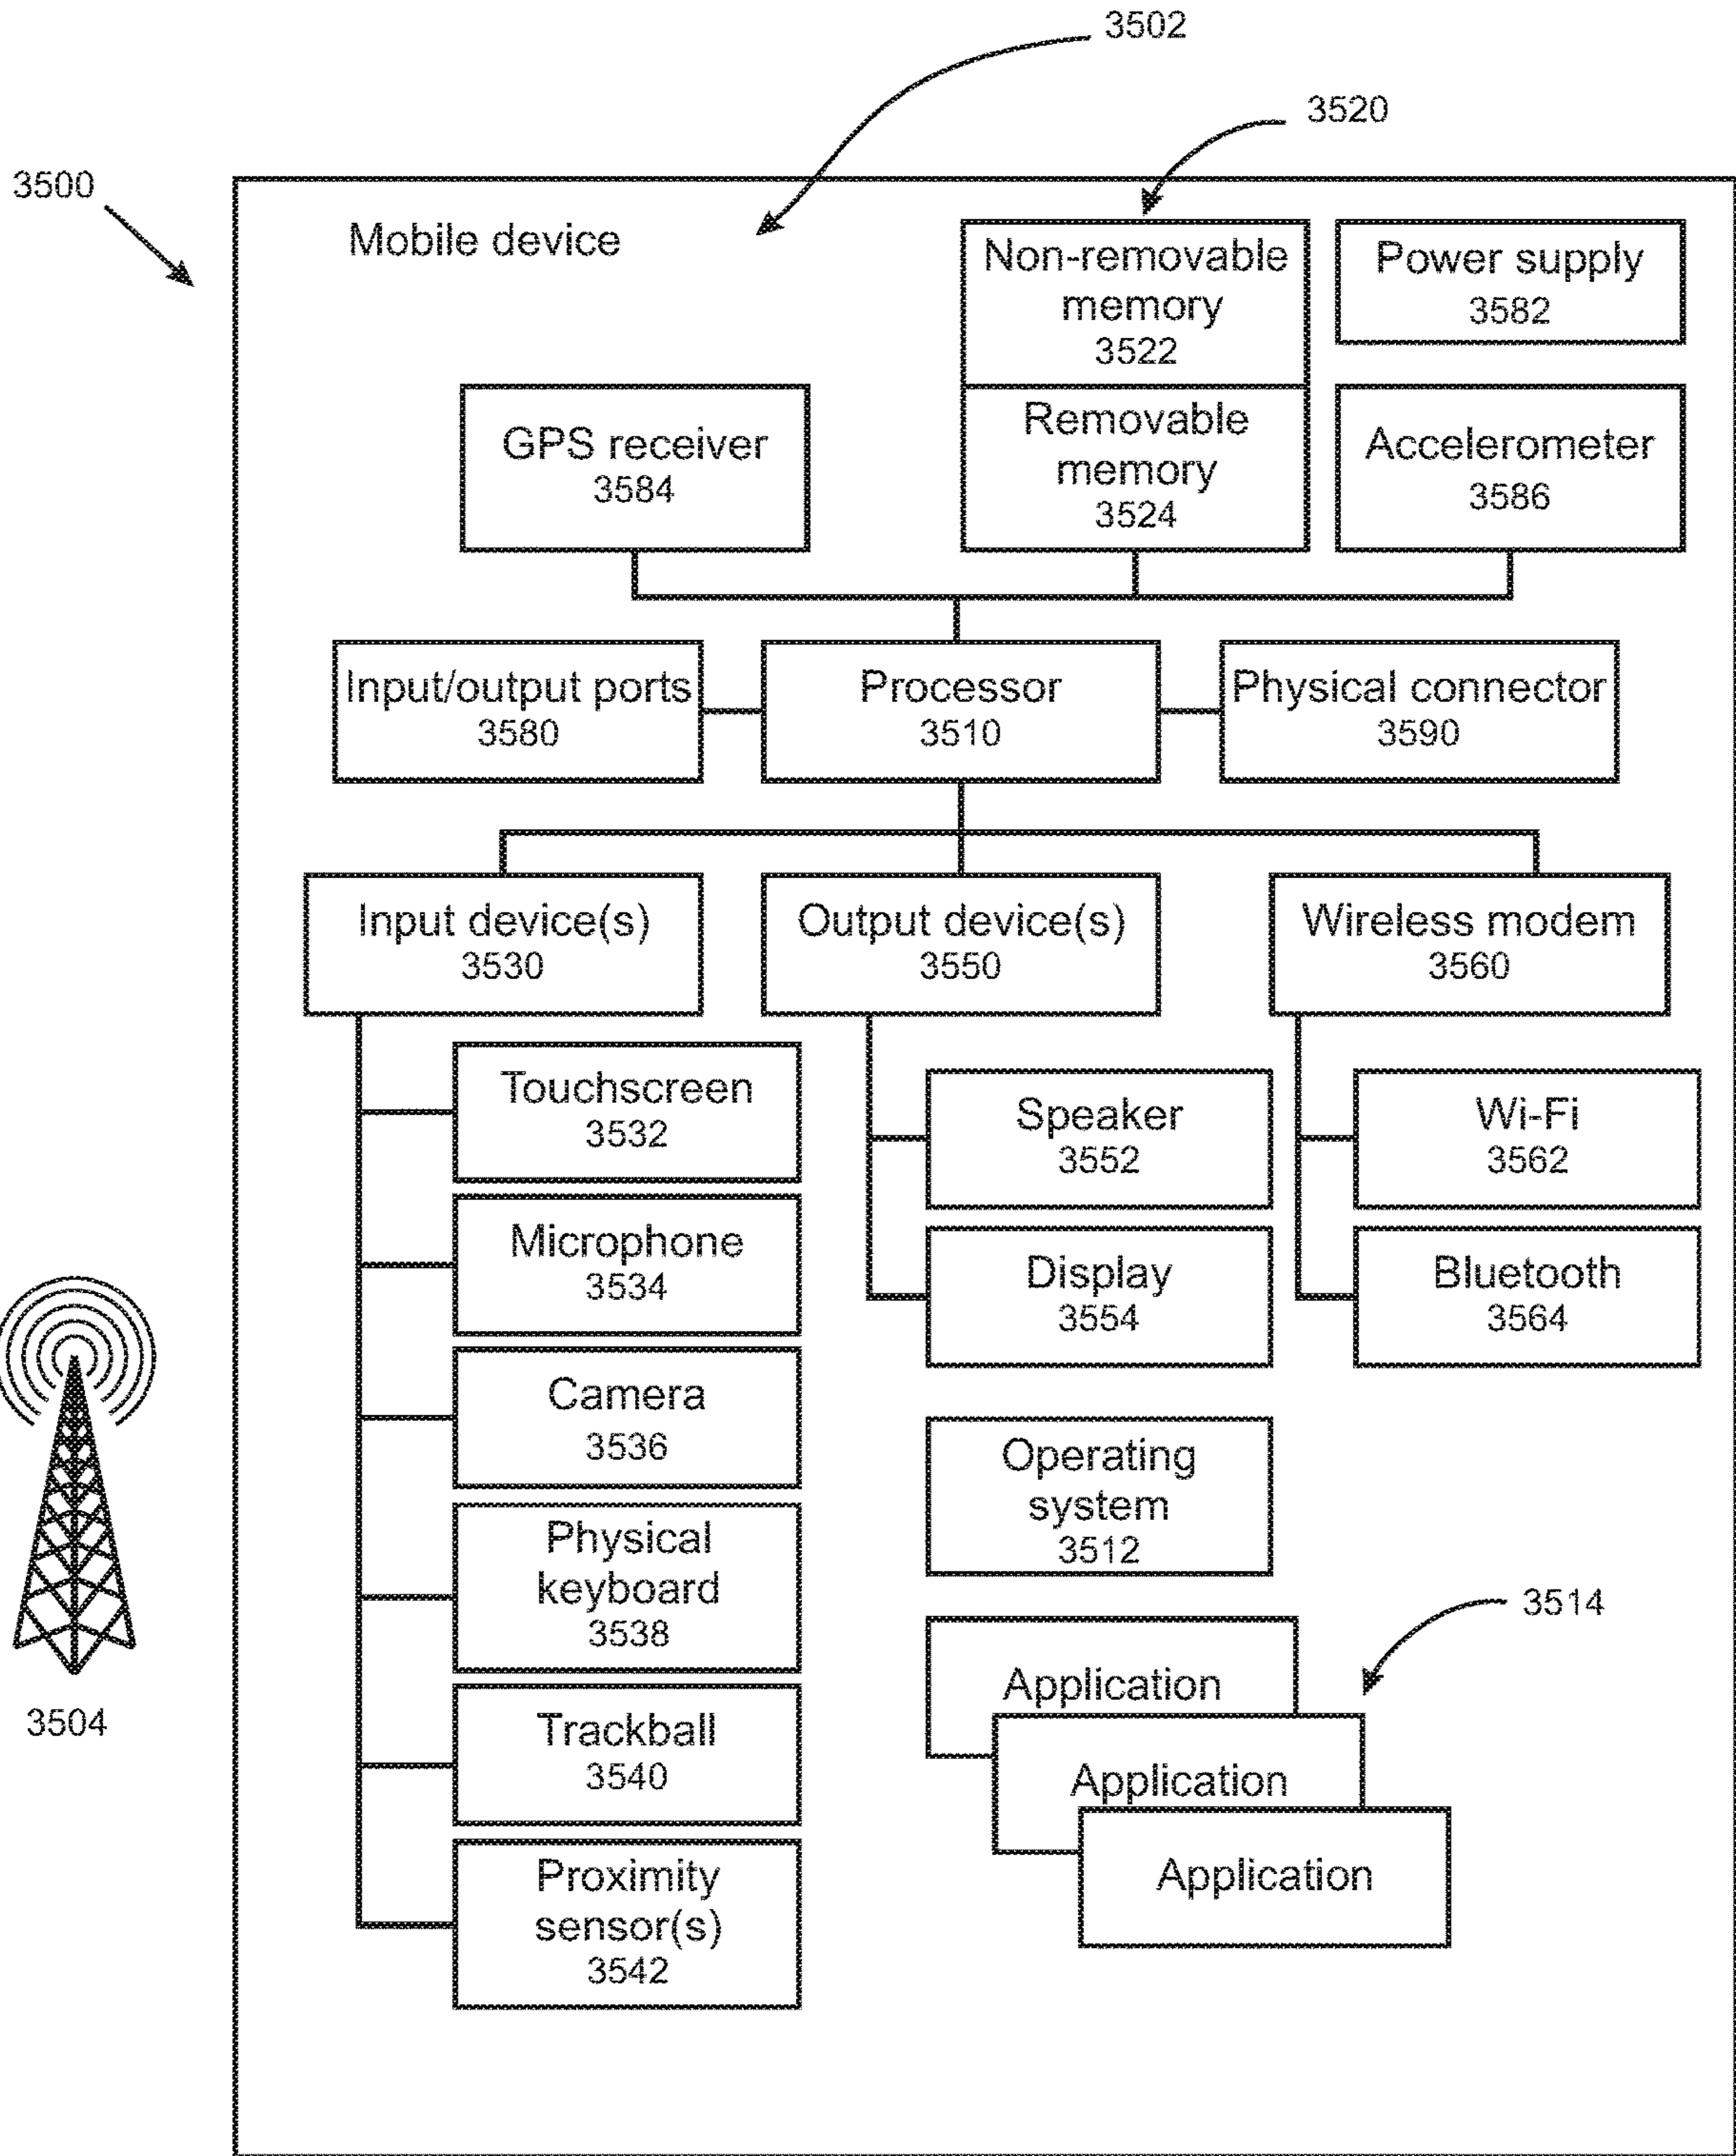 3502
3520
3500
Mobile device
Non-removable
memory
3522
Power supply
3582
GPS receiver
3584
Removable
memory
3524
Accelerometer
3586
Input/output ports
3580
Processor
3510
Physical connector
3590
Input device(s)
3530
Output device(s)
3550
Wireless modem
3560
Touchscreen
3532
Speaker
3552
Wi-Fi
3562
Microphone
3534
Display
3554
Bluetooth
3564
Camera
3536
Operating
system
3512
Physical
keyboard
3538
3514
Application
3504
Trackball
3540
Application
Proximity
sensor(s)
3542
Application